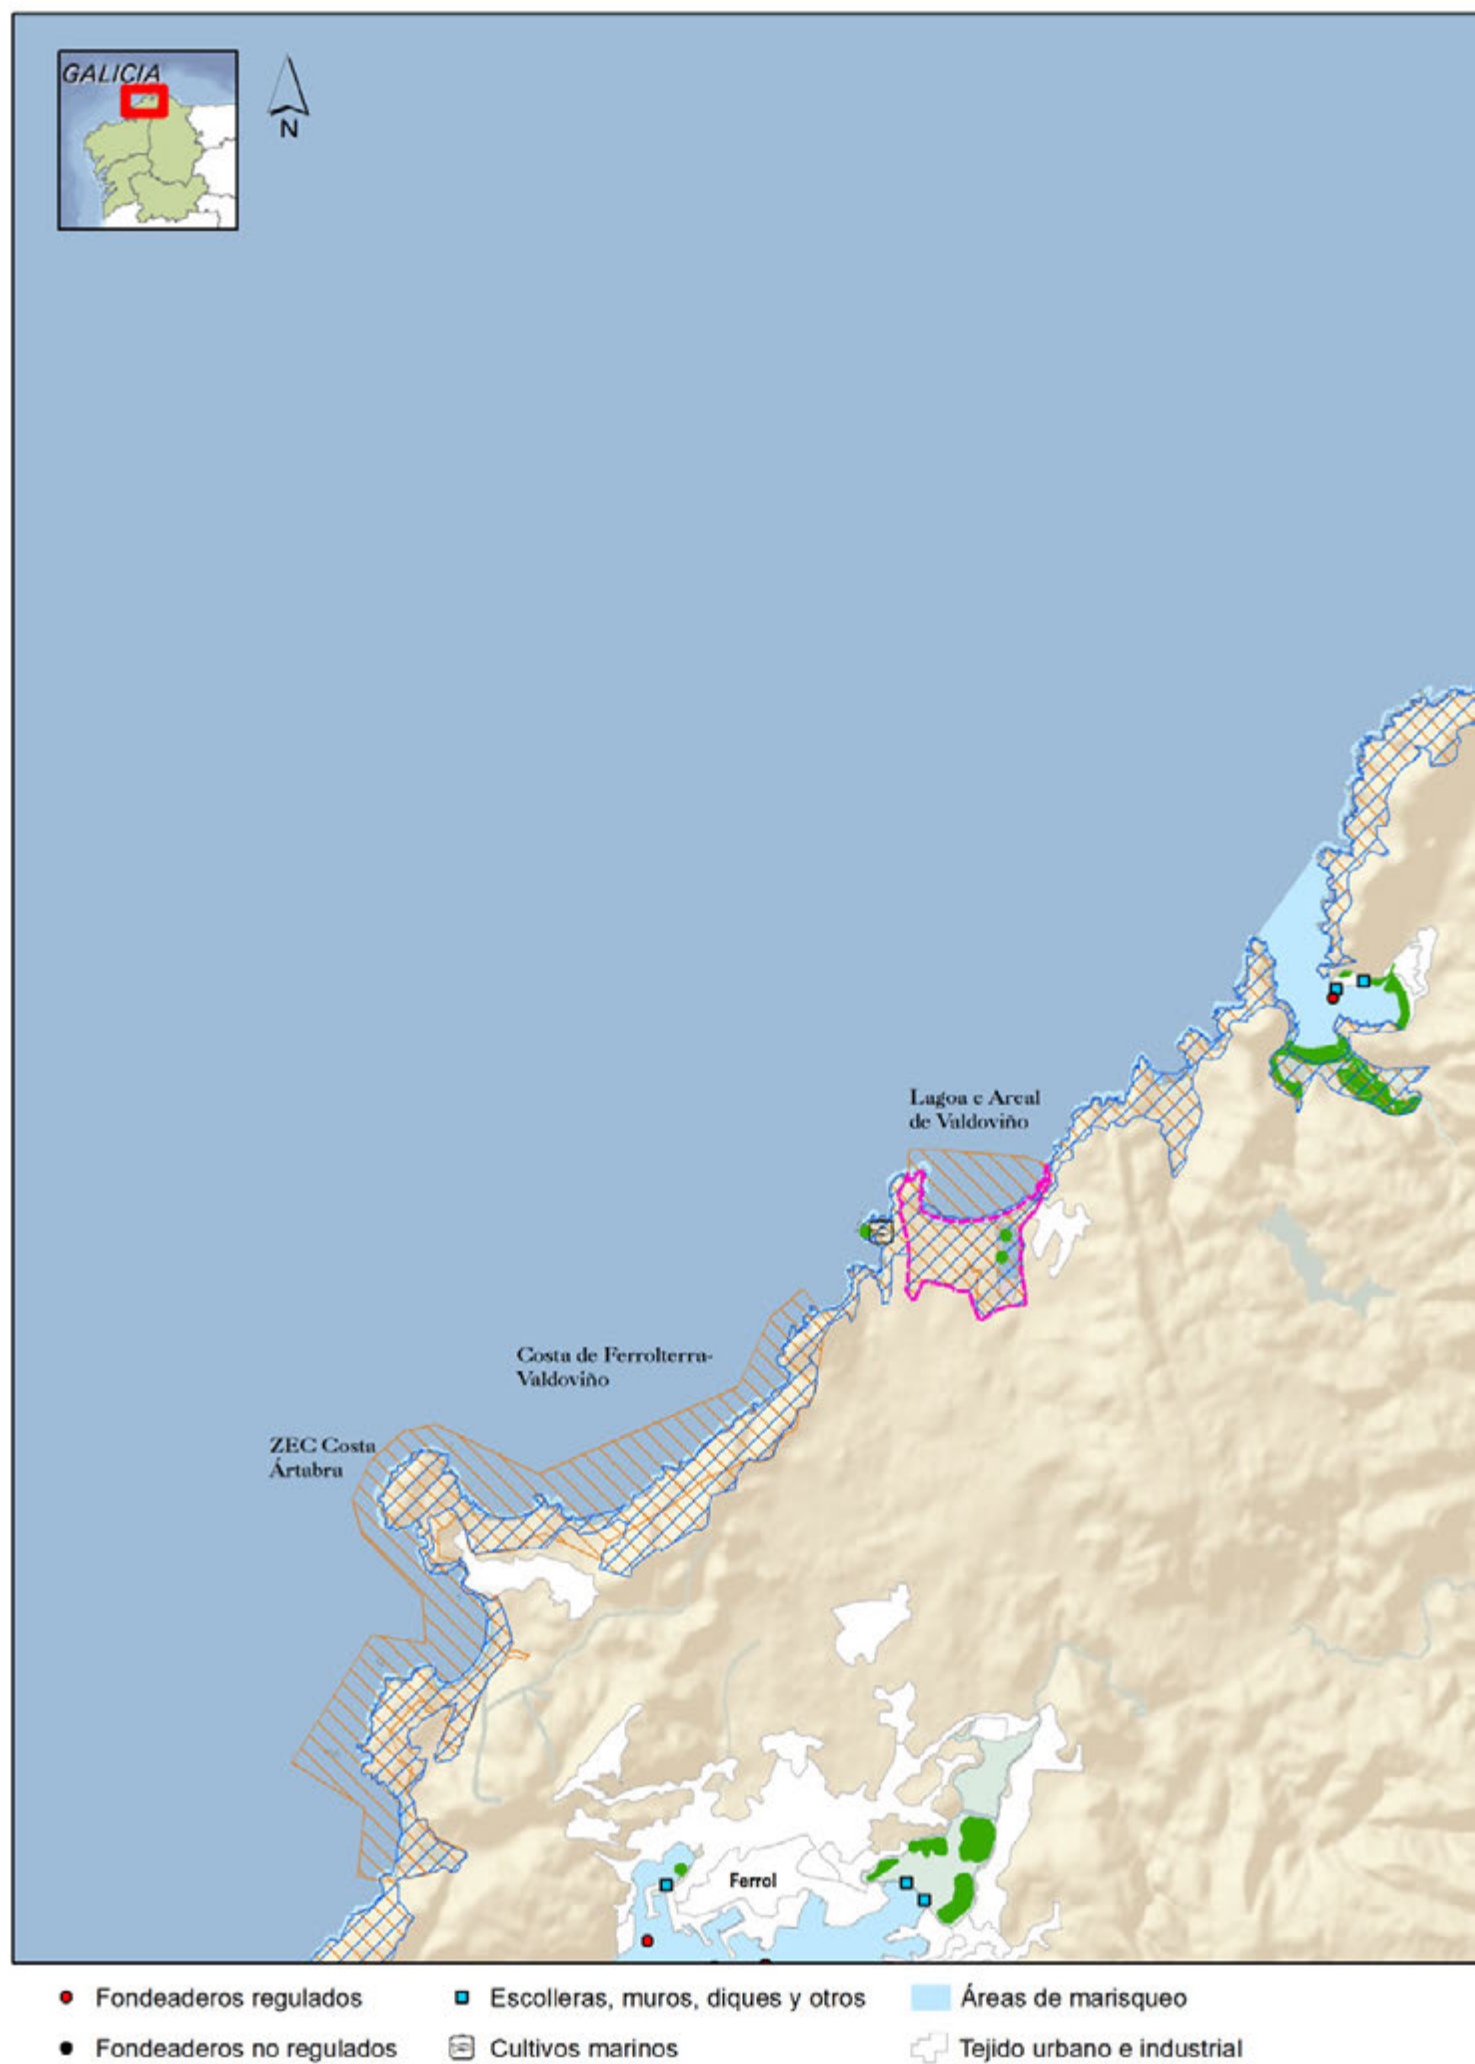 GALICIA
N
Lagoa e Areal
de Valdoviño
Costa de Ferrolterra-
Valdoviño
ZEC Costa
Ártabra
Ferrol
Fondeaderos regulados
Escolleras, muros, diques y otros
Áreas de marisqueo
Fondeaderos no regulados
Cultivos marinos
Tejido urbano e industrial